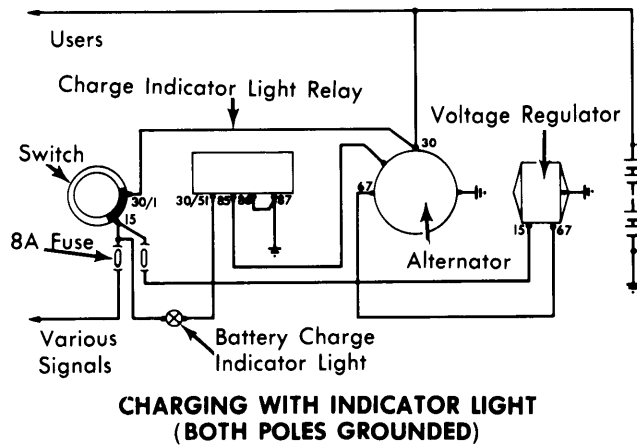 Users
Charge Indicator Light Relay
Voltage Regulator
30
Switch
67
30/1
30/51
85
86
87
15
15
67
8A Fuse
Alternator
Various
Signals
Battery Charge
Indicator Light
CHARGING WITH INDICATOR LIGHT
(BOTH POLES GROUNDED)